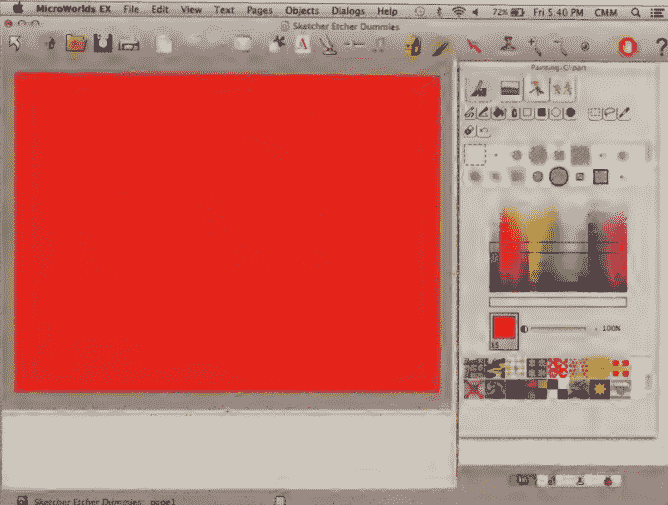 MicroWorlds EX File Edit View Text Pages Objects Dialogs Help 72% Fri 5:40 PM CMM
Sketcher Etcher Dummies
Painting/Clipart
A
?
100%
15
Sketcher Etcher Dummies: page1